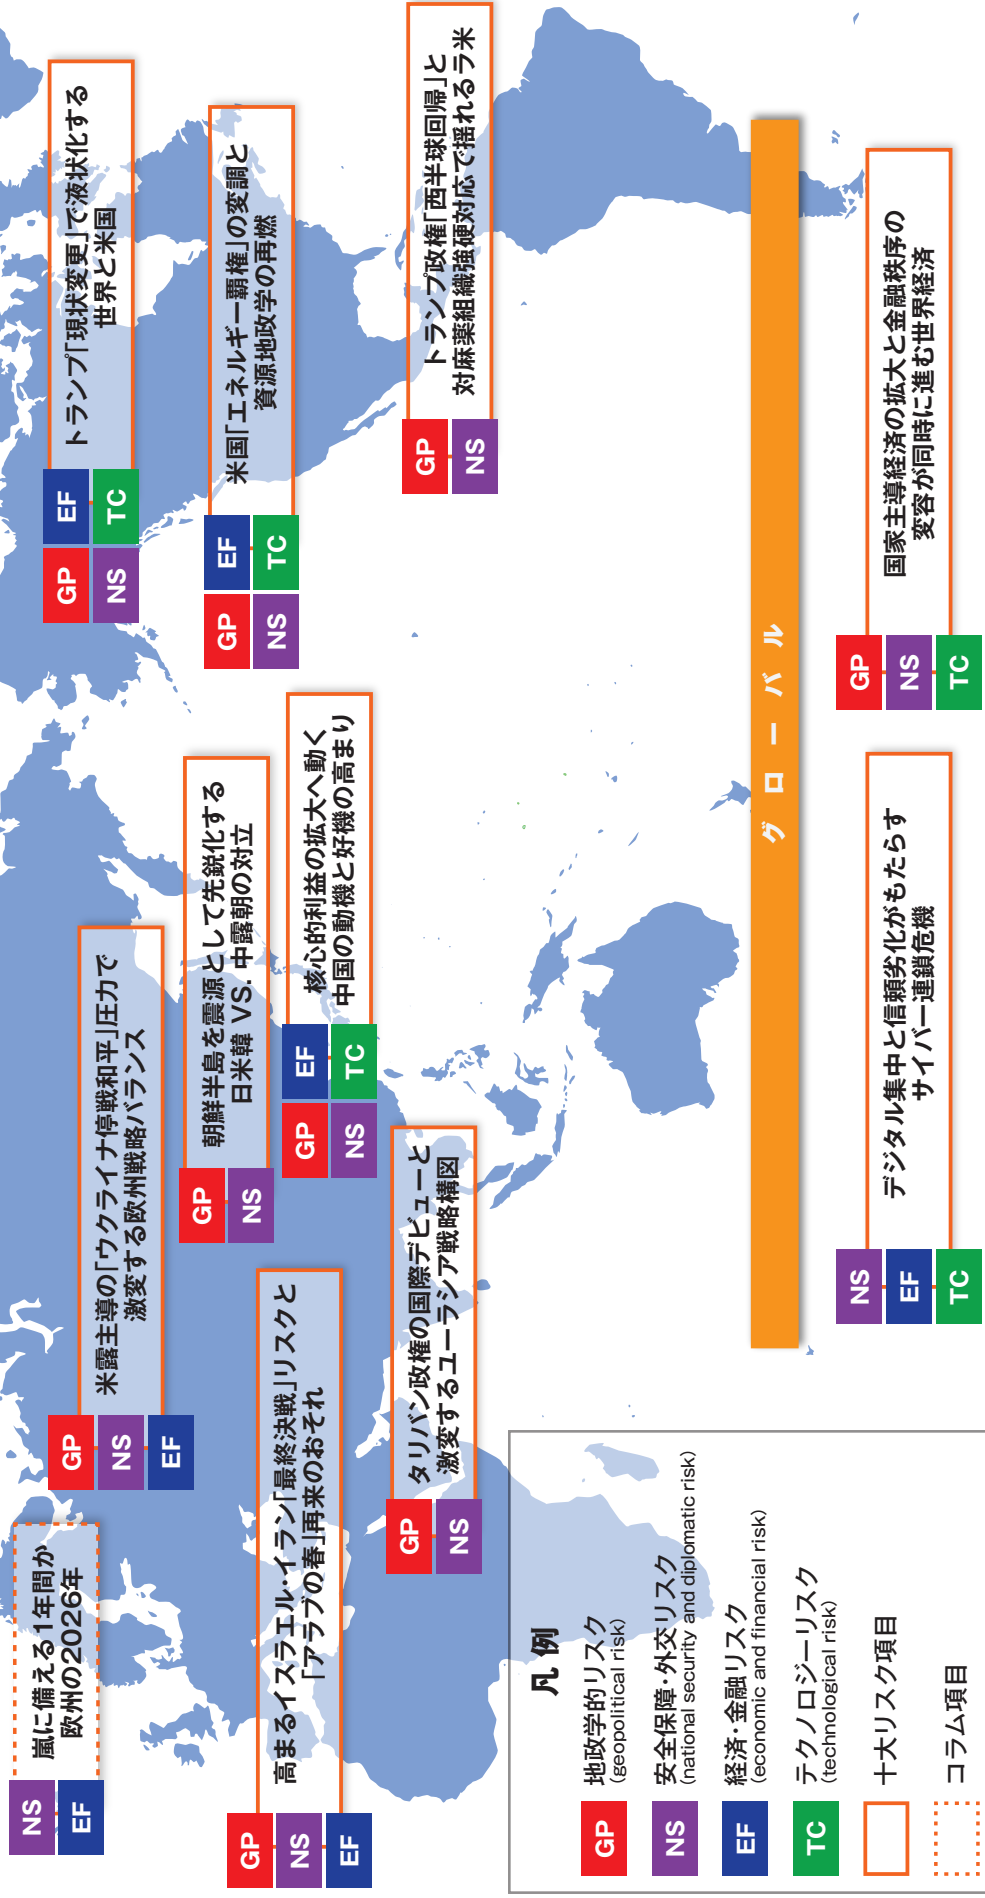 NS
EF
嵐に備える1年間か
欧州の2026年
GP
NS
EF
米露主導の「ウクライナ停戦和平」圧力で
激変する欧州戦略バランス
GP
NS
EF
TC
トランプ「現状変更」で液状化する
世界と米国
GP
NS
朝鮮半島を震源として先鋭化する
日米韓 VS. 中露朝の対立
GP
NS
EF
TC
米国「エネルギー覇権」の変調と
資源地政学の再燃
GP
NS
EF
高まるイスラエル・イラン「最終決戦」リスクと
「アラブの春」再来のおそれ
GP
NS
EF
TC
核心的利益の拡大へ動く
中国の動機と好機の高まり
GP
NS
タリバン政権の国際デビューと
激変するユーラシア戦略構図
GP
NS
トランプ政権「西半球回帰」と
対麻薬組織強硬対応で揺れるラ米
グローバル
NS
EF
TC
デジタル集中と信頼劣化がもたらす
サイバー連鎖危機
GP
NS
TC
国家主導経済の拡大と金融秩序の
変容が同時に進む世界経済
凡例
GP
地政学的リスク
(geopolitical risk)
NS
安全保障・外交リスク
(national security and diplomatic risk)
EF
経済・金融リスク
(economic and financial risk)
TC
テクノロジーリスク
(technological risk)
十大リスク項目
コラム項目